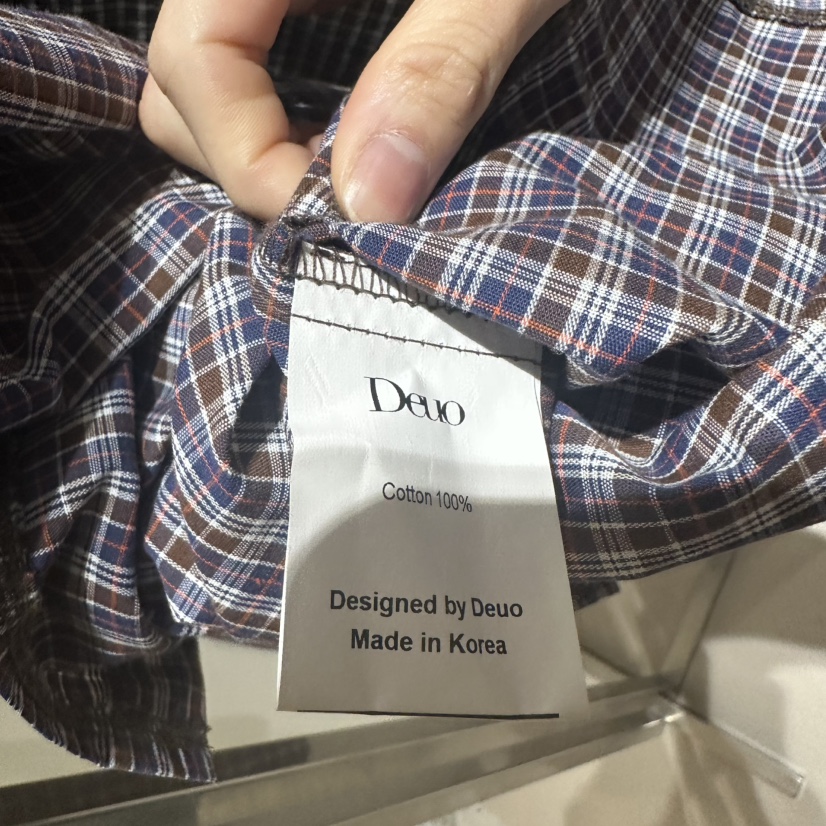 Deuo
Cotton 100%
Designed by Deuo
Made in Korea